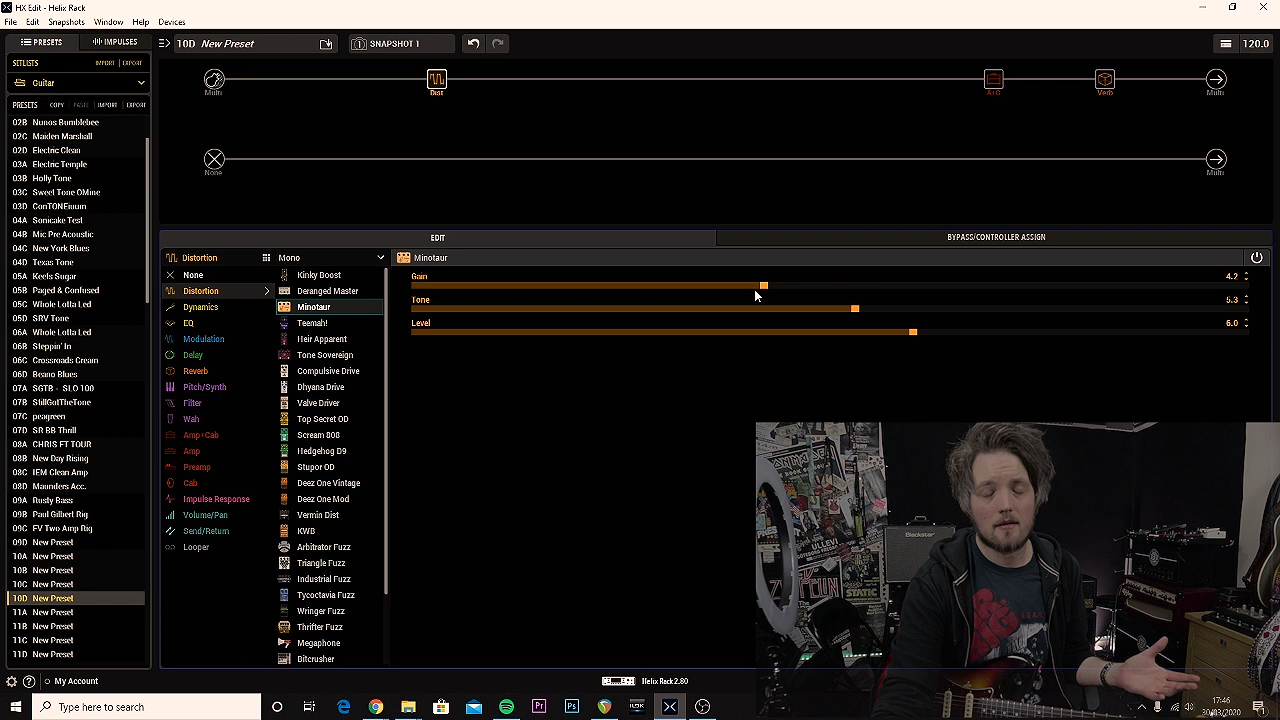 HX Edit - Helix Rack
File Edit Snapshots Window Help Devices
PRESETS IMPULSES
10D New Preset
SNAPSHOT 1
120.0
SETLISTS IMPORT EXPORT
Guitar
PRESETS COPY PASTE IMPORT EXPORT
02B Nunos Bumblebee
02C Maiden Marshall
02D Electric Clean
03A Electric Temple
03B Holly Tone
03C Sweet Tone OMine
03D ConTONEiuum
04A Sonicake Test
04B Mic Pre Acoustic
04C New York Blues
04D Texas Tone
05A Keels Sugar
05B Paged & Confused
05C Whole Lotta Led
05D SRV Tone
06A Whole Lotta Led
06B Steppin' In
06C Crossroads Cream
06D Beano Blues
07A SGTB - SLO 100
07B StillGotTheTone
07C peagreen
07D SR BB Thrill
08A CHRIS FT TOUR
08B New Day Rising
08C IEM Clean Amp
08D Maunders Acc.
09A Rusty Bass
09B Paul Gilbert Rig
09C FV Two Amp Rig
09D New Preset
10A New Preset
10B New Preset
10C New Preset
10D New Preset
11A New Preset
11B New Preset
11C New Preset
11D New Preset
Multi
Dist
A+C
Verb
Multi
None
Multi
EDIT
BYPASS/CONTROLLER ASSIGN
Distortion
Mono
None
Distortion
Dynamics
EQ
Modulation
Delay
Reverb
Pitch/Synth
Filter
Wah
Amp+Cab
Amp
Preamp
Cab
Impulse Response
Volume/Pan
Send/Return
Looper
Kinky Boost
Deranged Master
Minotaur
Teemah!
Heir Apparent
Tone Sovereign
Compulsive Drive
Dhyana Drive
Valve Driver
Top Secret OD
Scream 808
Hedgehog D9
Stupor OD
Deez One Vintage
Deez One Mod
Vermin Dist
KWB
Arbitrator Fuzz
Triangle Fuzz
Industrial Fuzz
Tycoctavia Fuzz
Wringer Fuzz
Thrifter Fuzz
Megaphone
Bitcrusher
Minotaur
Gain 4.2
Tone 5.3
Level 6.0
Blackstar
STATIC
My Account
Helix Rack 2.80
Type here to search
Pr
Ps
17:46
20/03/2020